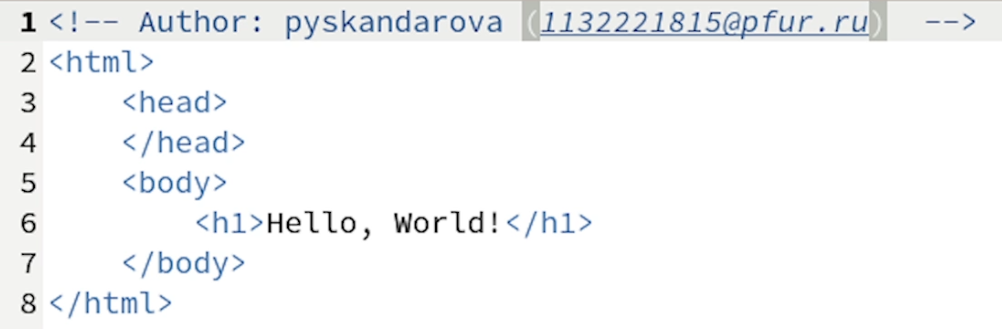 1 <!-- Author: pyskandarova (1132221815@pfur.ru)  -->
2 <html>
3     <head>
4     </head>
5     <body>
6         <h1>Hello, World!</h1>
7     </body>
8 </html>